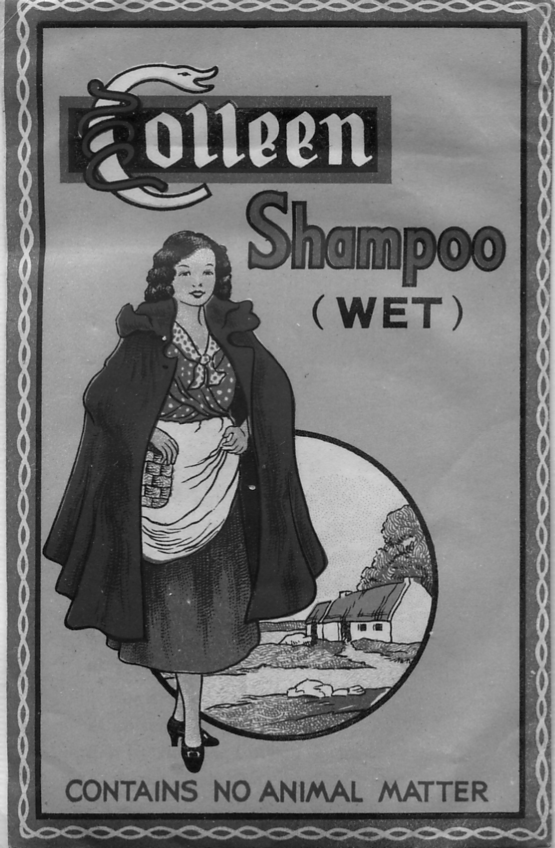 Colleen
Shampoo
(WET)
CONTAINS NO ANIMAL MATTER